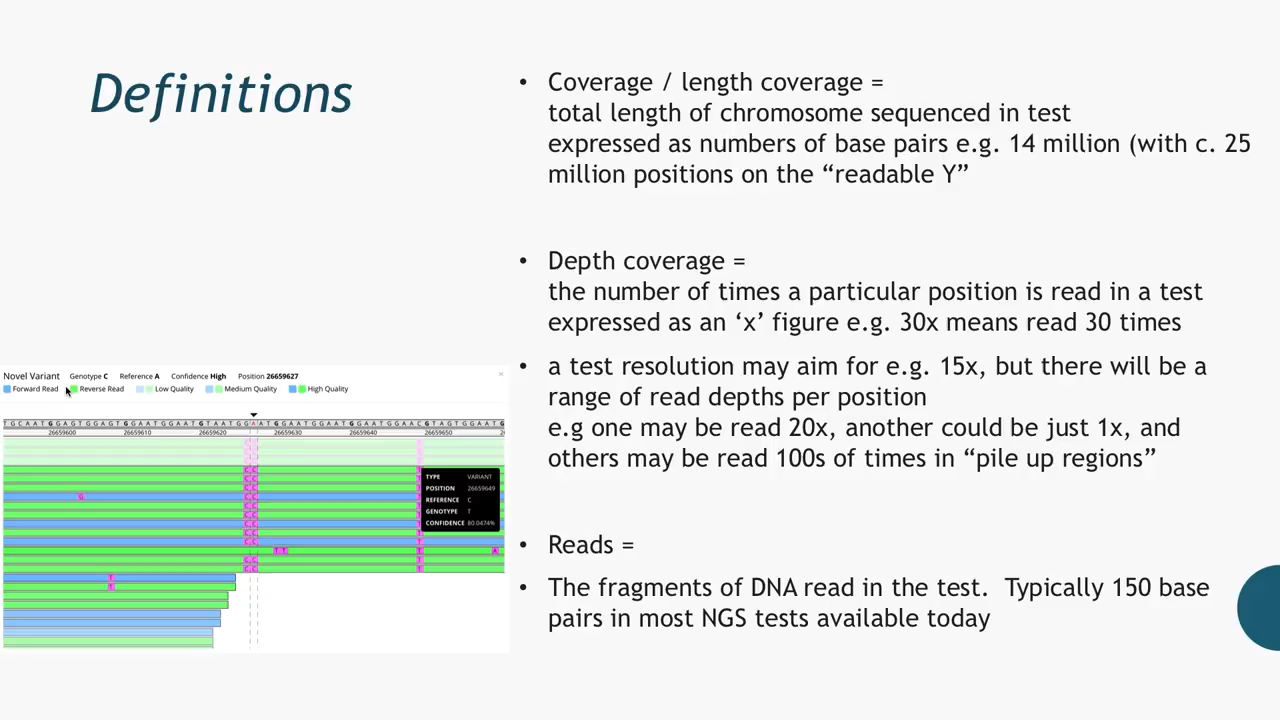 Definitions
• Coverage / length coverage =
total length of chromosome sequenced in test
expressed as numbers of base pairs e.g. 14 million (with c. 25
million positions on the “readable Y”
• Depth coverage =
the number of times a particular position is read in a test
expressed as an ‘x’ figure e.g. 30x means read 30 times
• a test resolution may aim for e.g. 15x, but there will be a
range of read depths per position
e.g one may be read 20x, another could be just 1x, and
others may be read 100s of times in “pile up regions”
• Reads =
• The fragments of DNA read in the test. Typically 150 base
pairs in most NGS tests available today
Novel Variant Genotype C Reference A Confidence High Position 26659627
Forward Read Reverse Read Low Quality Medium Quality High Quality
T G C A A T G G A G T G G A G T G G A A T G G A A T G T A A T G G A A T G G A A T G G A A T G G A A T G G A A C G T A G T G G A A T G
26659600 26659610 26659620 26659630 26659640 26659650
C C
T
G
T T
A
T
T
TYPE VARIANT
POSITION 26659649
REFERENCE C
GENOTYPE T
CONFIDENCE 80.0474%